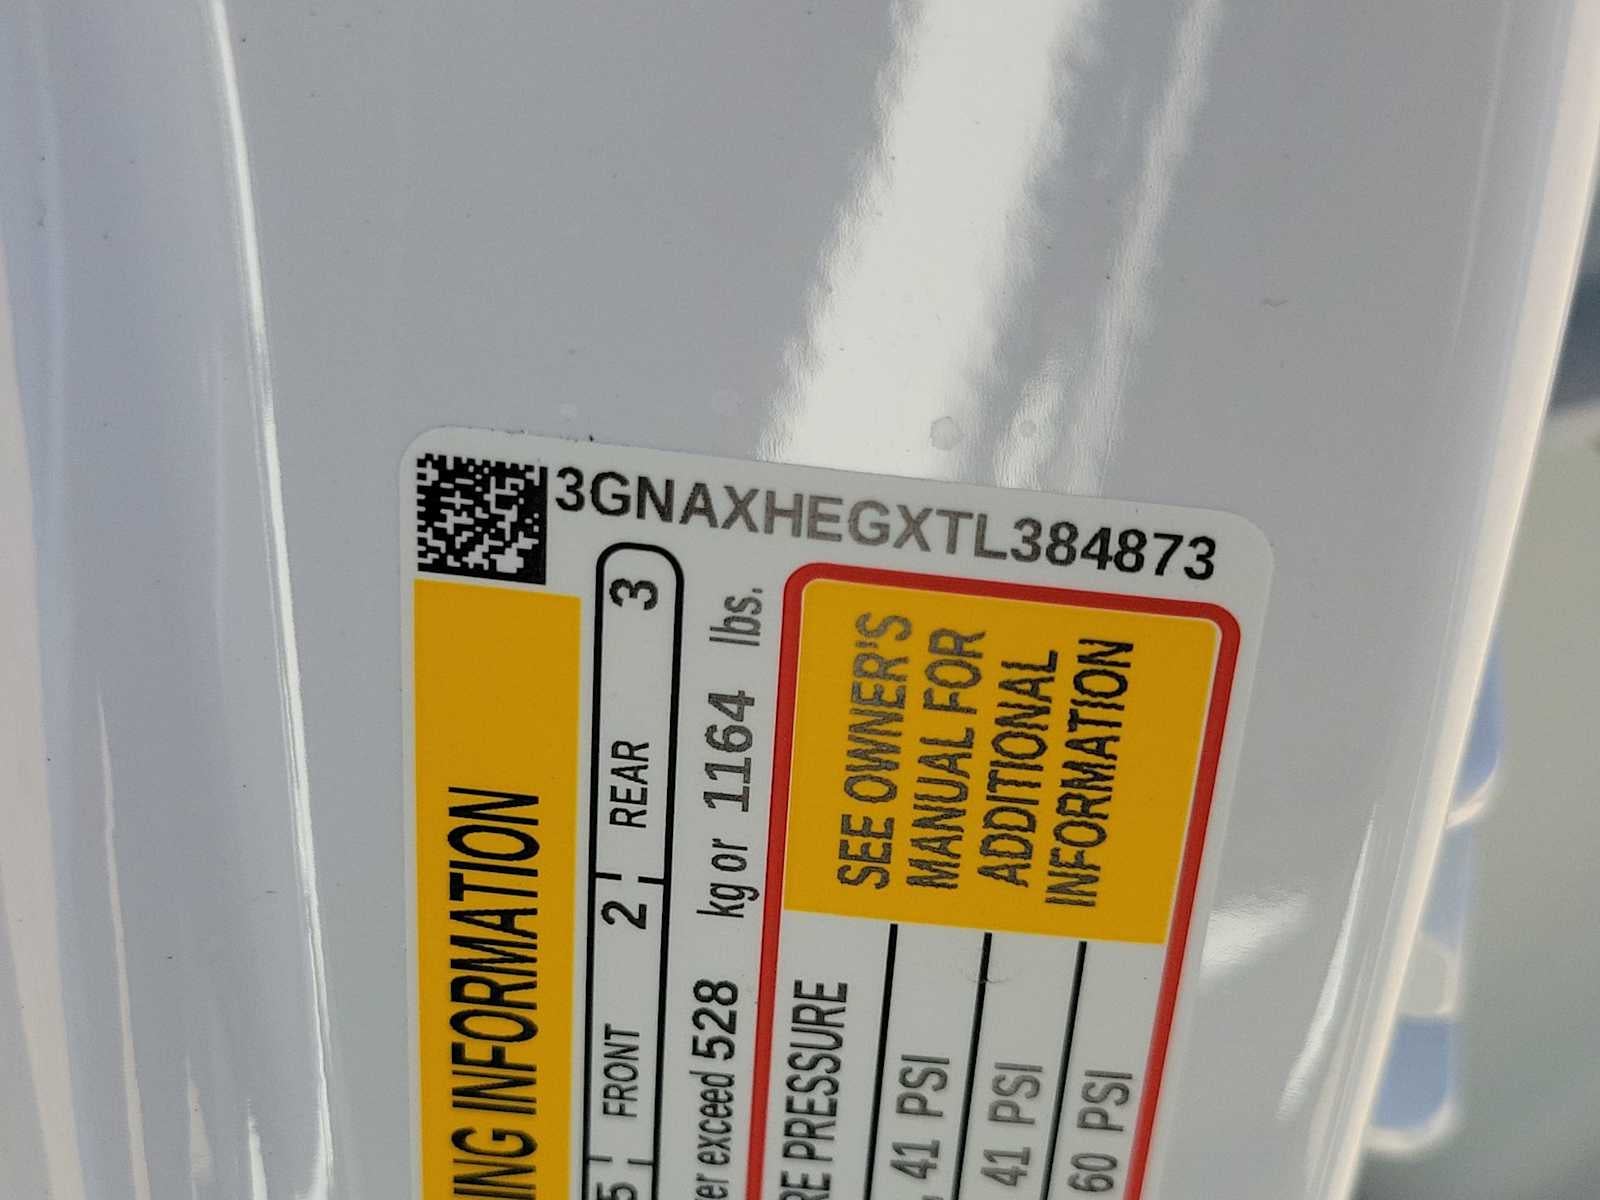 3GNAXHEGXTL384873
ING INFORMATION
5 FRONT 2 REAR 3
er exceed 528 kg or 1164 lbs.
RE PRESSURE
41 PSI
41 PSI
60 PSI
SEE OWNER'S
MANUAL FOR
ADDITIONAL
INFORMATION